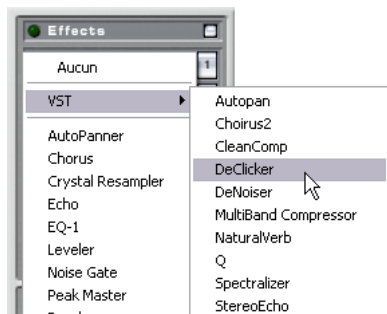 Effects
Aucun
1
VST
AutoPanner
Chorus
Crystal Resampler
Echo
EQ-1
Leveler
Noise Gate
Peak Master
Autopan
Choirus2
CleanComp
DeClicker
DeNoiser
MultiBand Compressor
NaturalVerb
Q
Spectralizer
StereoEcho